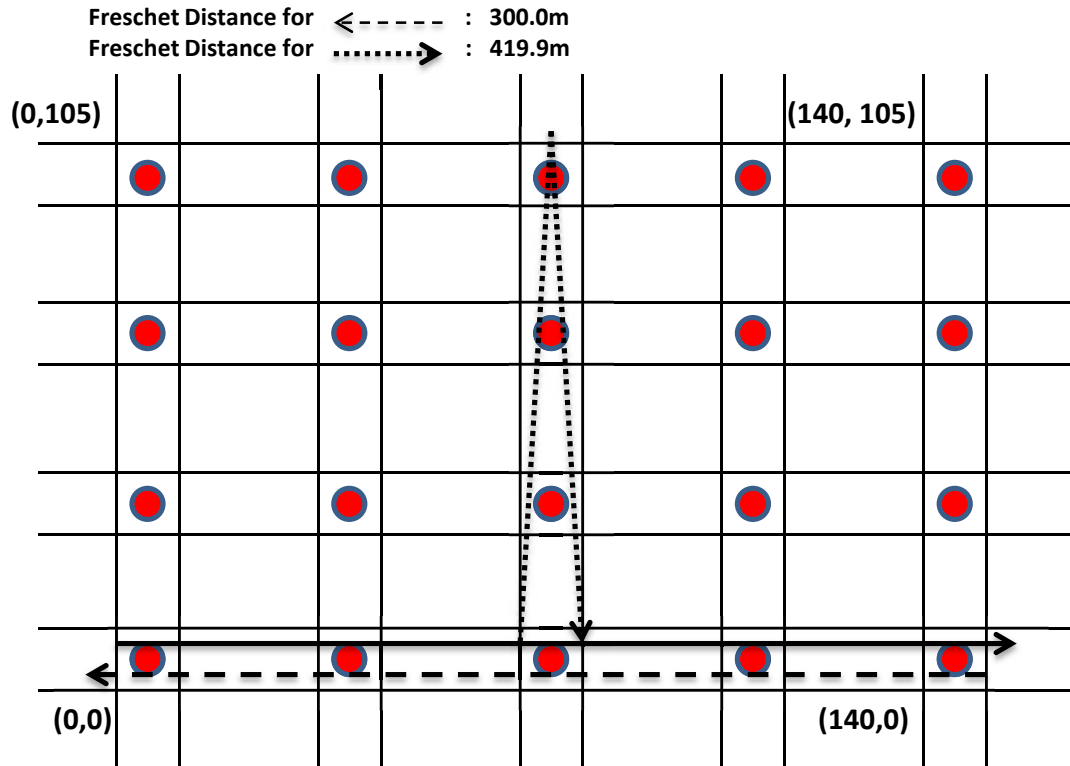 Freschet Distance for : 300.0m
Freschet Distance for : 419.9m
(0,105) (140, 105)
(0,0) (140,0)